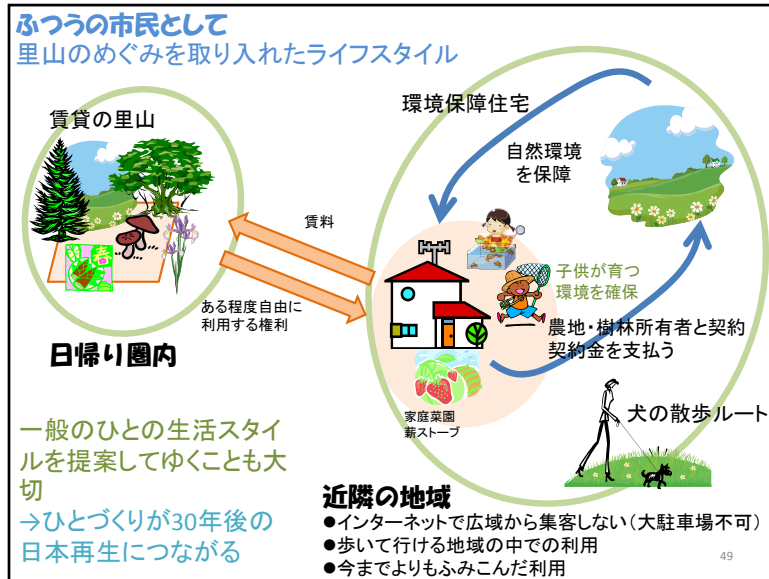 ふつうの市民として
里山のめぐみを取り入れたライフスタイル
賃貸の里山
春
日帰り圏内
賃料
ある程度自由に
利用する権利
環境保障住宅
自然環境
を保障
子供が育つ
環境を確保
農地・樹林所有者と契約
契約金を支払う
家庭菜園
薪ストーブ
犬の散歩ルート
一般のひとの生活スタイ
ルを提案してゆくことも大
切
→ひとづくりが30年後の
日本再生につながる
近隣の地域
●インターネットで広域から集客しない(大駐車場不可)
●歩いて行ける地域の中での利用
●今までよりもふみこんだ利用
49